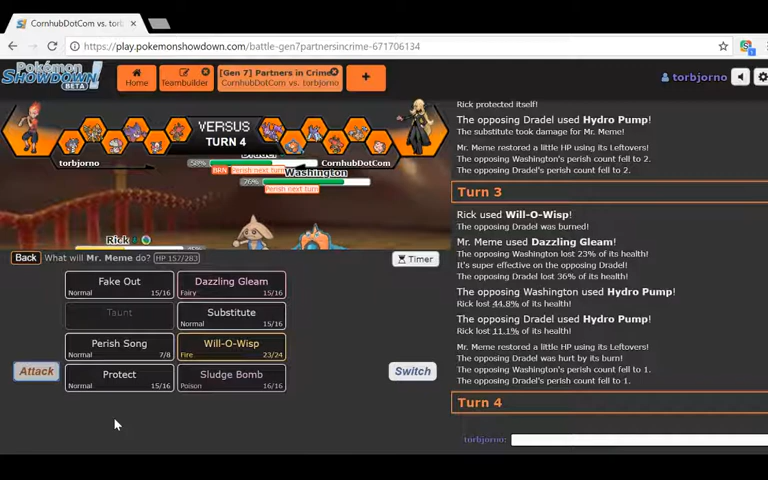 CornhubDotCom vs. torb
https://play.pokemonshowdown.com/battle-gen7partnersincrime-671706134
Pokémon
SHOWDOWN!
BETA
Home
Teambuilder
[Gen 7] Partners in Crime
CornhubDotCom vs. torbjorno
torbjorno
VERSUS
TURN 4
torbjorno
CornhubDotCom
58%
BRN Perish next turn
Washington
26%
Perish next turn
Rick
Back What will Mr. Meme do? HP 157/283
Timer
Fake Out
Normal 15/16
Dazzling Gleam
Fairy 15/16
Taunt
Substitute
Normal 15/16
Perish Song
Normal 7/8
Will-O-Wisp
Fire 23/24
Attack
Protect
Normal 15/16
Sludge Bomb
Poison 16/16
Switch
Rick protected itself!
The opposing Dradel used Hydro Pump!
The substitute took damage for Mr. Meme!
Mr. Meme restored a little HP using its Leftovers!
The opposing Washington's perish count fell to 2.
The opposing Dradel's perish count fell to 2.
Turn 3
Rick used Will-O-Wisp!
The opposing Dradel was burned!
Mr. Meme used Dazzling Gleam!
The opposing Washington lost 23% of its health!
It's super effective on the opposing Dradel!
The opposing Dradel lost 36% of its health!
The opposing Washington used Hydro Pump!
Rick lost 44.8% of its health!
The opposing Dradel used Hydro Pump!
Rick lost 11.1% of its health!
Mr. Meme restored a little HP using its Leftovers!
The opposing Dradel was hurt by its burn!
The opposing Washington's perish count fell to 1.
The opposing Dradel's perish count fell to 1.
Turn 4
torbjorno: